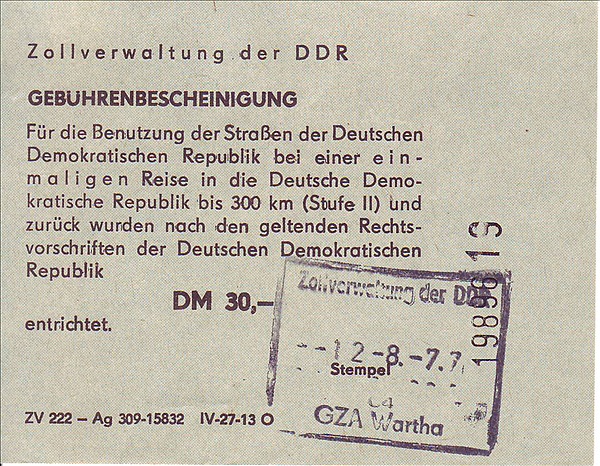 Zollverwaltung der DDR
GEBÜHRENBESCHEINIGUNG
Für die Benutzung der Straßen der Deutschen
Demokratischen Republik bei einer ein-
maligen Reise in die Deutsche Demo-
kratische Republik bis 300 km (Stufe II) und
zurück wurden nach den geltenden Rechts-
vorschriften der Deutschen Demokratischen
Republik
DM 30,–
entrichtet.
Zollverwaltung der DDR
12-8.-7.7
Stempel
04
GZA Wartha
ZV 222 – Ag 309-15832 IV-27-13 O